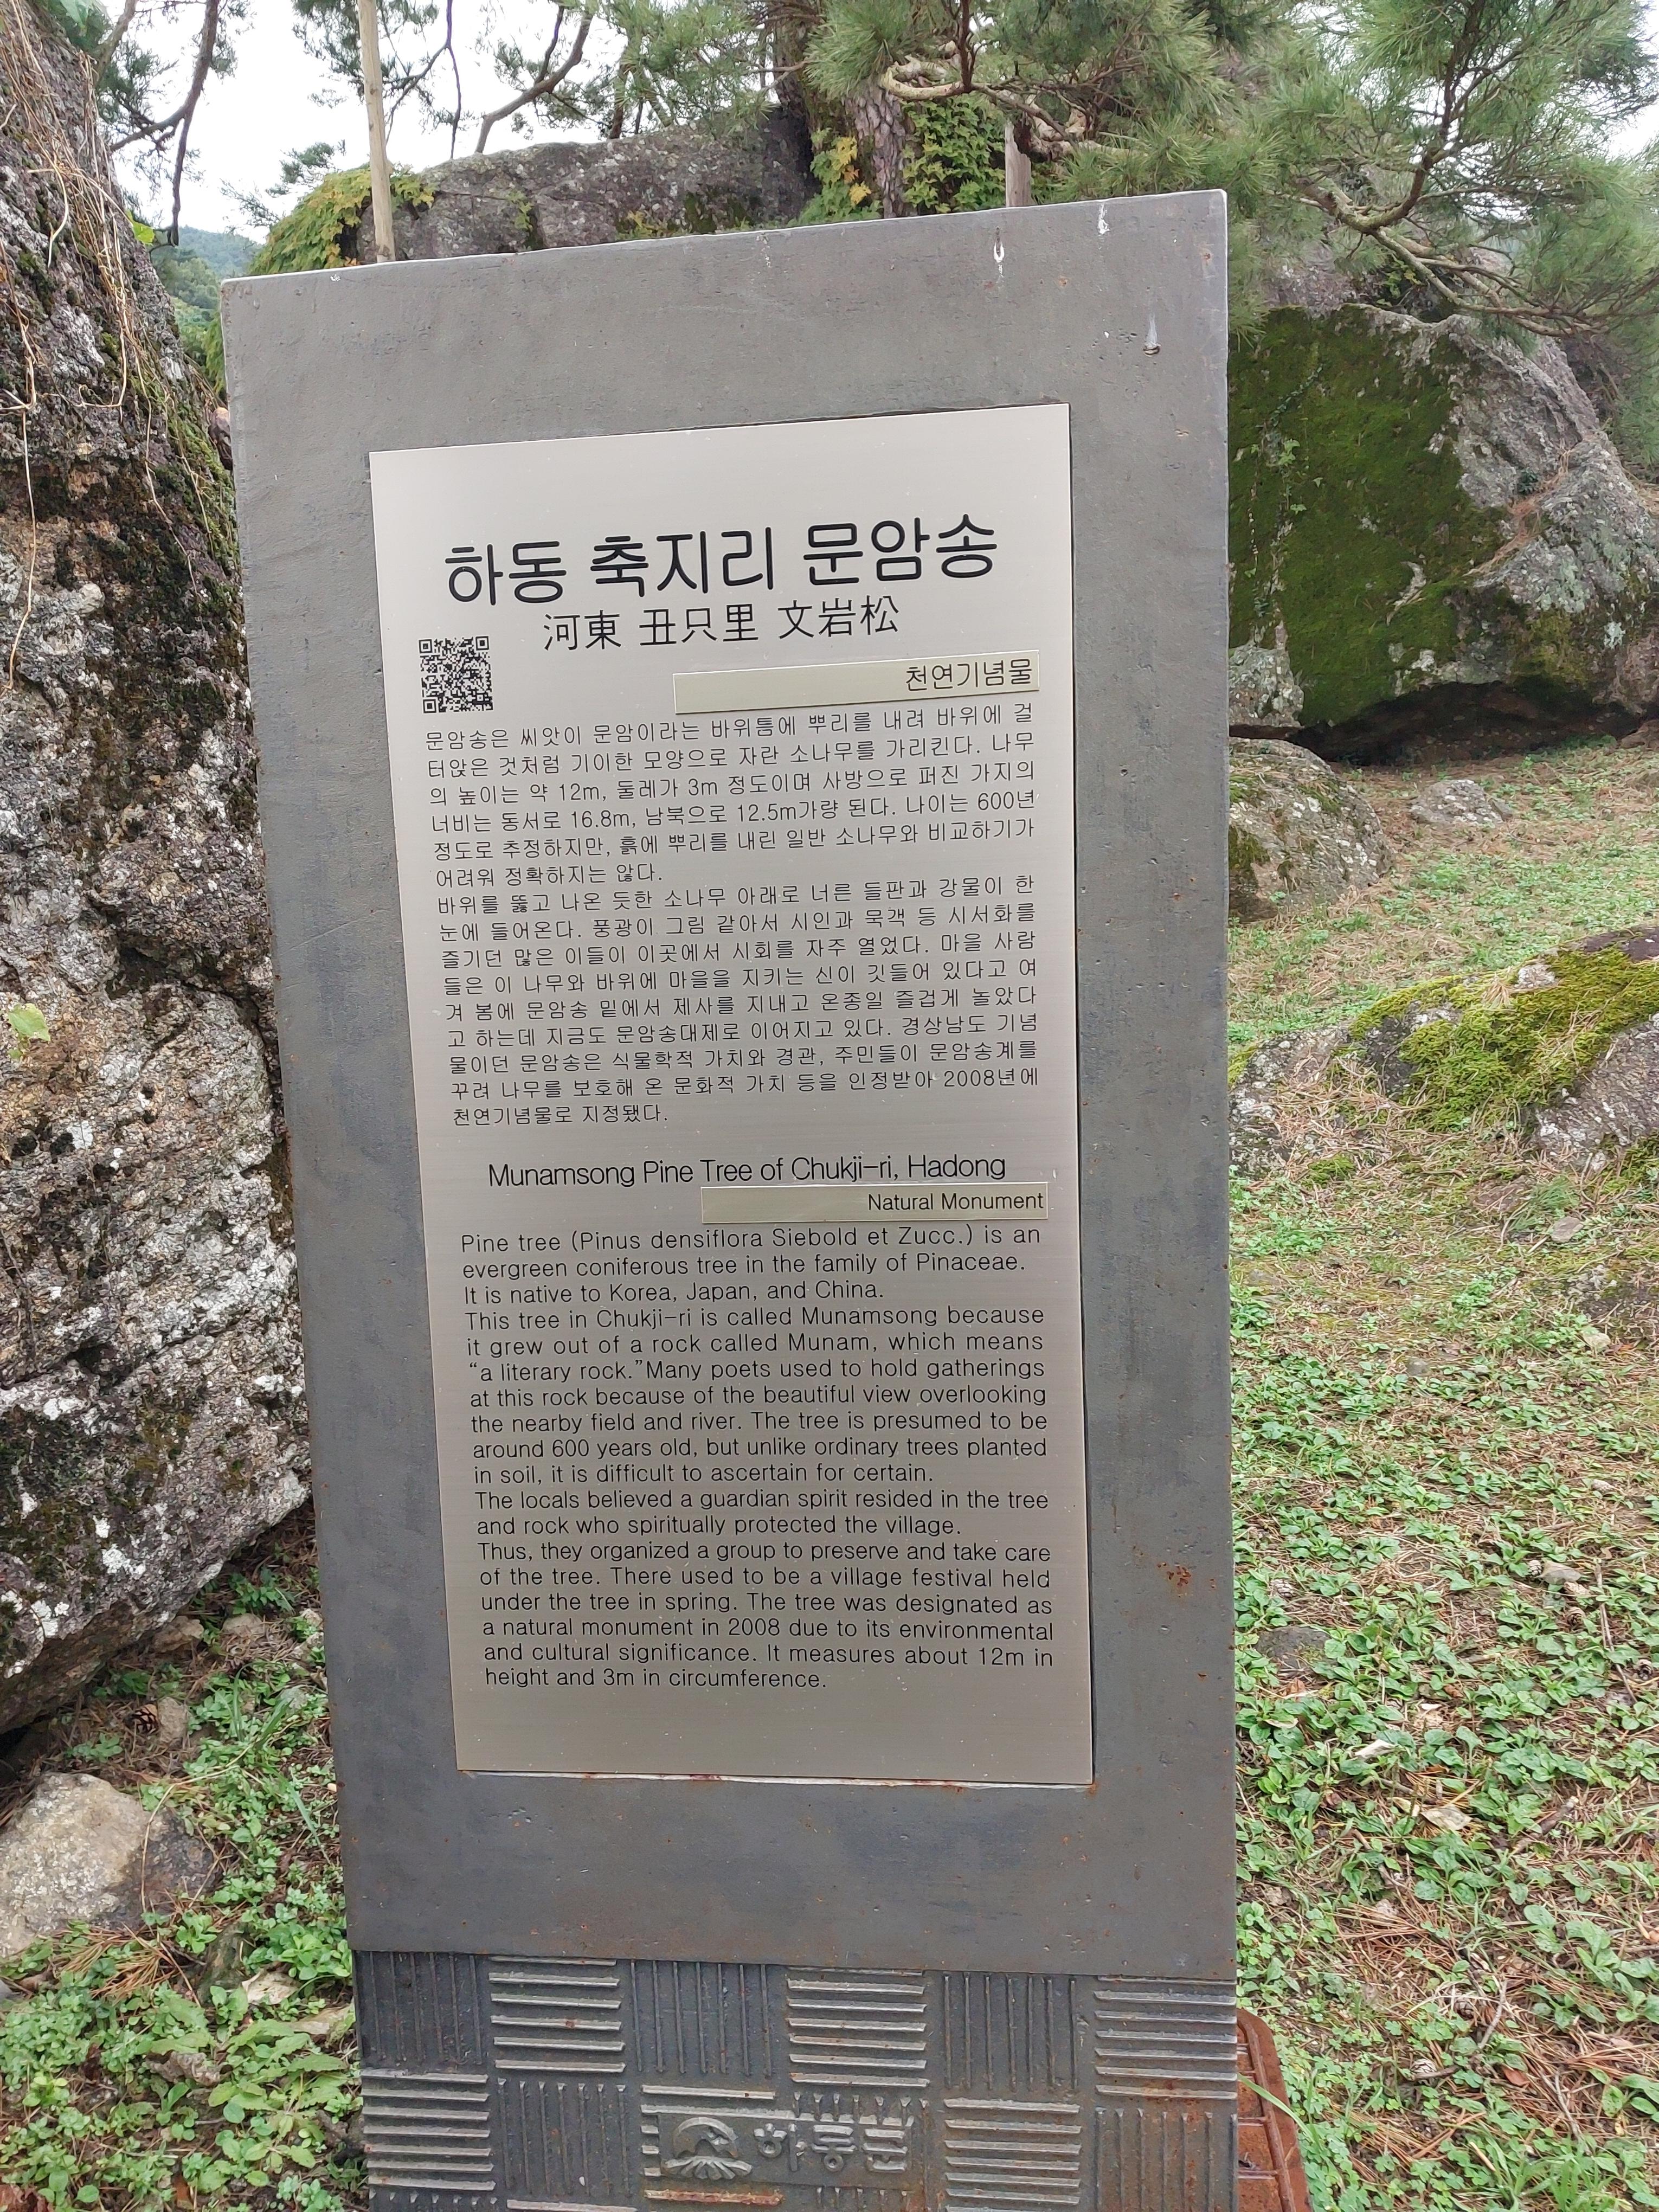 하동 축지리 문암송
河東 丑只里 文岩松
천연기념물
문암송은 씨앗이 문암이라는 바위틈에 뿌리를 내려 바위에 걸
터앉은 것처럼 기이한 모양으로 자란 소나무를 가리킨다. 나무
의 높이는 약 12m, 둘레가 3m 정도이며 사방으로 퍼진 가지의
너비는 동서로 16.8m, 남북으로 12.5m가량 된다. 나이는 600년
정도로 추정하지만, 흙에 뿌리를 내린 일반 소나무와 비교하기가
어려워 정확하지는 않다.
바위를 뚫고 나온 듯한 소나무 아래로 너른 들판과 강물이 한
눈에 들어온다. 풍광이 그림 같아서 시인과 묵객 등 시서화를
즐기던 많은 이들이 이곳에서 시회를 자주 열었다. 마을 사람
들은 이 나무와 바위에 마을을 지키는 신이 깃들어 있다고 여
겨 봄에 문암송 밑에서 제사를 지내고 온종일 즐겁게 놀았다
고 하는데 지금도 문암송대제로 이어지고 있다. 경상남도 기념
물이던 문암송은 식물학적 가치와 경관, 주민들이 문암송계를
꾸려 나무를 보호해 온 문화적 가치 등을 인정받아 2008년에
천연기념물로 지정됐다.
Munamsong Pine Tree of Chukji-ri, Hadong
Natural Monument
Pine tree (Pinus densiflora Siebold et Zucc.) is an
evergreen coniferous tree in the family of Pinaceae.
It is native to Korea, Japan, and China.
This tree in Chukji-ri is called Munamsong because
it grew out of a rock called Munam, which means
“a literary rock.”Many poets used to hold gatherings
at this rock because of the beautiful view overlooking
the nearby field and river. The tree is presumed to be
around 600 years old, but unlike ordinary trees planted
in soil, it is difficult to ascertain for certain.
The locals believed a guardian spirit resided in the tree
and rock who spiritually protected the village.
Thus, they organized a group to preserve and take care
of the tree. There used to be a village festival held
under the tree in spring. The tree was designated as
a natural monument in 2008 due to its environmental
and cultural significance. It measures about 12m in
height and 3m in circumference.
하동군